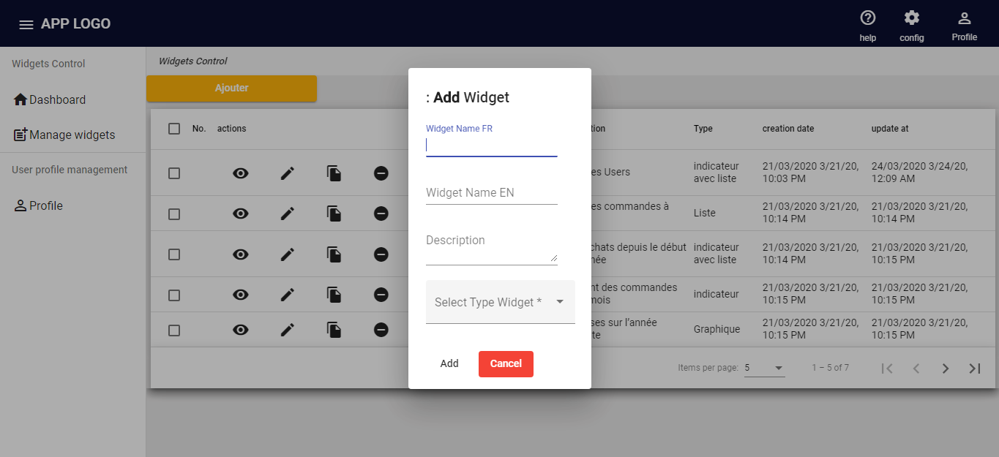 APP LOGO
help
config
Profile
Widgets Control
Dashboard
Manage widgets
User profile management
Profile
Widgets Control
Ajouter
: Add Widget
Widget Name FR
Widget Name EN
Description
Select Type Widget *
Add
Cancel
No. actions Type creation date update at
Users
indicateur
avec liste
21/03/2020 3/21/20,
10:03 PM
24/03/2020 3/24/20,
12:09 AM
commandes à
Liste
21/03/2020 3/21/20,
10:14 PM
21/03/2020 3/21/20,
10:14 PM
depuis le début
indicateur
avec liste
21/03/2020 3/21/20,
10:14 PM
21/03/2020 3/21/20,
10:15 PM
des commandes
mois
indicateur
21/03/2020 3/21/20,
10:15 PM
21/03/2020 3/21/20,
10:15 PM
sur l'année
Graphique
21/03/2020 3/21/20,
10:15 PM
21/03/2020 3/21/20,
10:15 PM
Items per page: 5
1 – 5 of 7